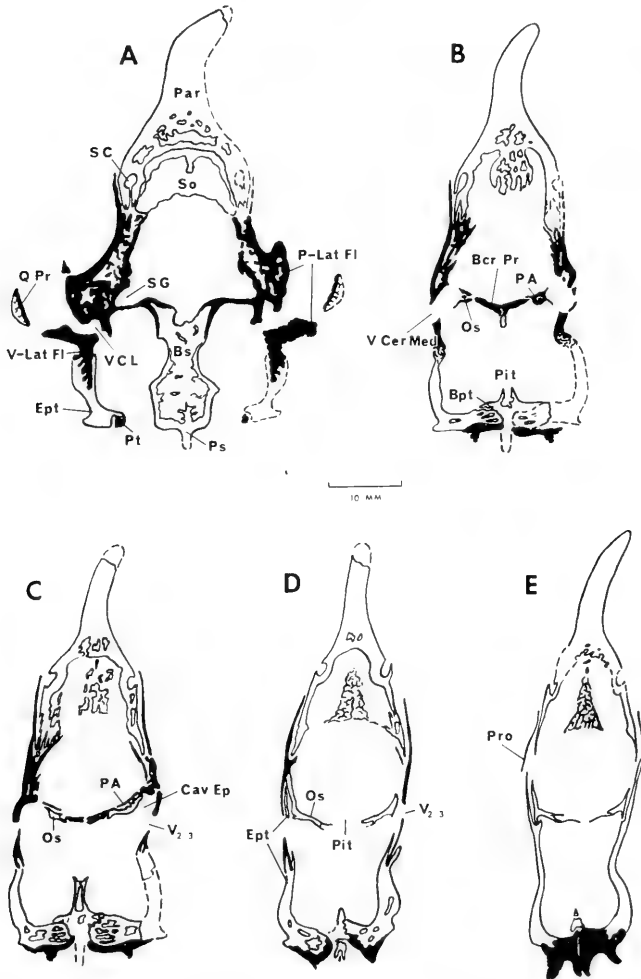 A
B
Par
SC
So
P-Lat Fl
Q Pr
SG
Bcr Pr
PA
Os
V Cer Med
V-Lat Fl
VCL
Bs
Pit
Ept
Bpt
Pt
Ps
10 MM
C
D
E
Pro
PA
Cav Ep
Os
V2 3
Os
Ept
Pit
V2 3